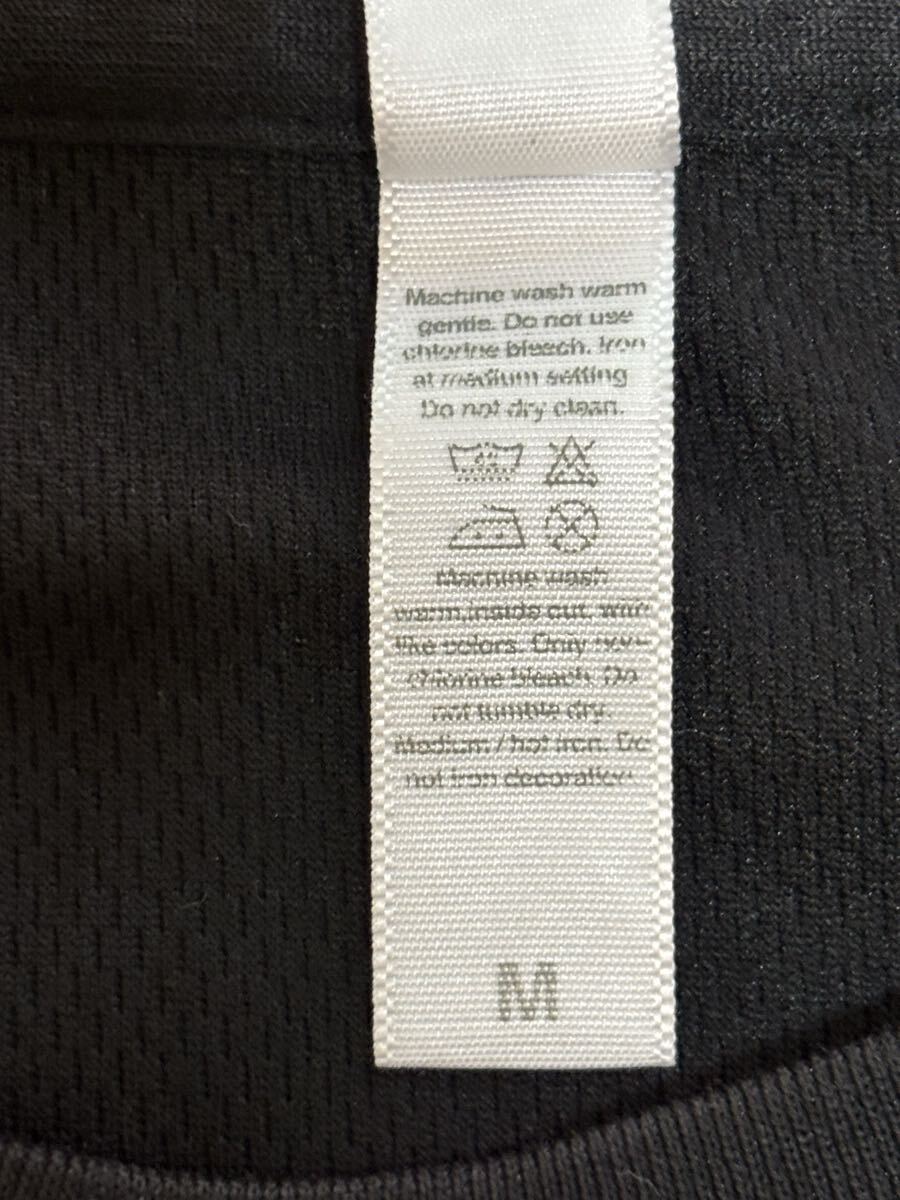 Machine wash warm
gentle. Do not use
chlorine bleach. Iron
at medium setting
Do not dry clean.
Machine wash
warm,inside out, with
like colors. Only
chlorine bleach. Do
not tumble dry.
Medium / hot iron. Do
not iron decoration
M